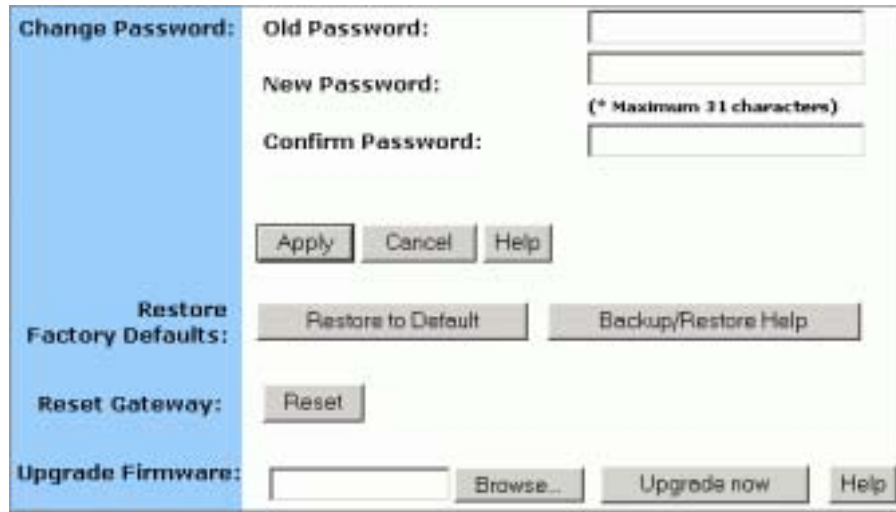 Change Password: Old Password:
New Password:
(* Maximum 31 characters)
Confirm Password:
Apply Cancel Help
Restore
Factory Defaults: Restore to Default Backup/Restore Help
Reset Gateway: Reset
Upgrade Firmware: Browse... Upgrade now Help